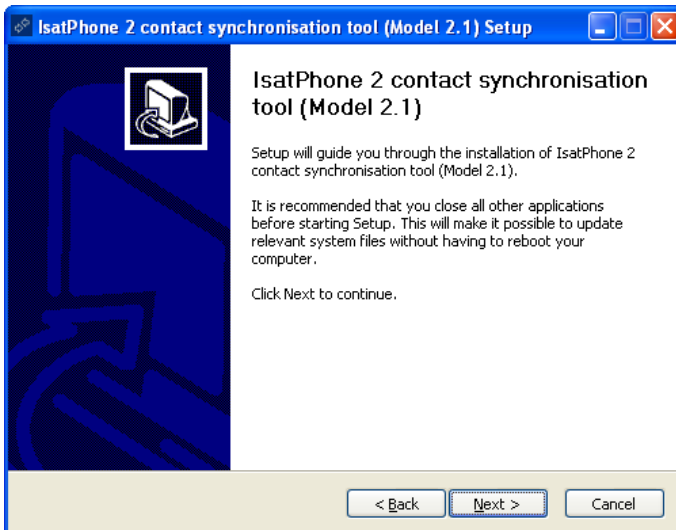 IsatPhone 2 contact synchronisation tool (Model 2.1) Setup
IsatPhone 2 contact synchronisation
tool (Model 2.1)
Setup will guide you through the installation of IsatPhone 2
contact synchronisation tool (Model 2.1).
It is recommended that you close all other applications
before starting Setup. This will make it possible to update
relevant system files without having to reboot your
computer.
Click Next to continue.
< Back
Next >
Cancel